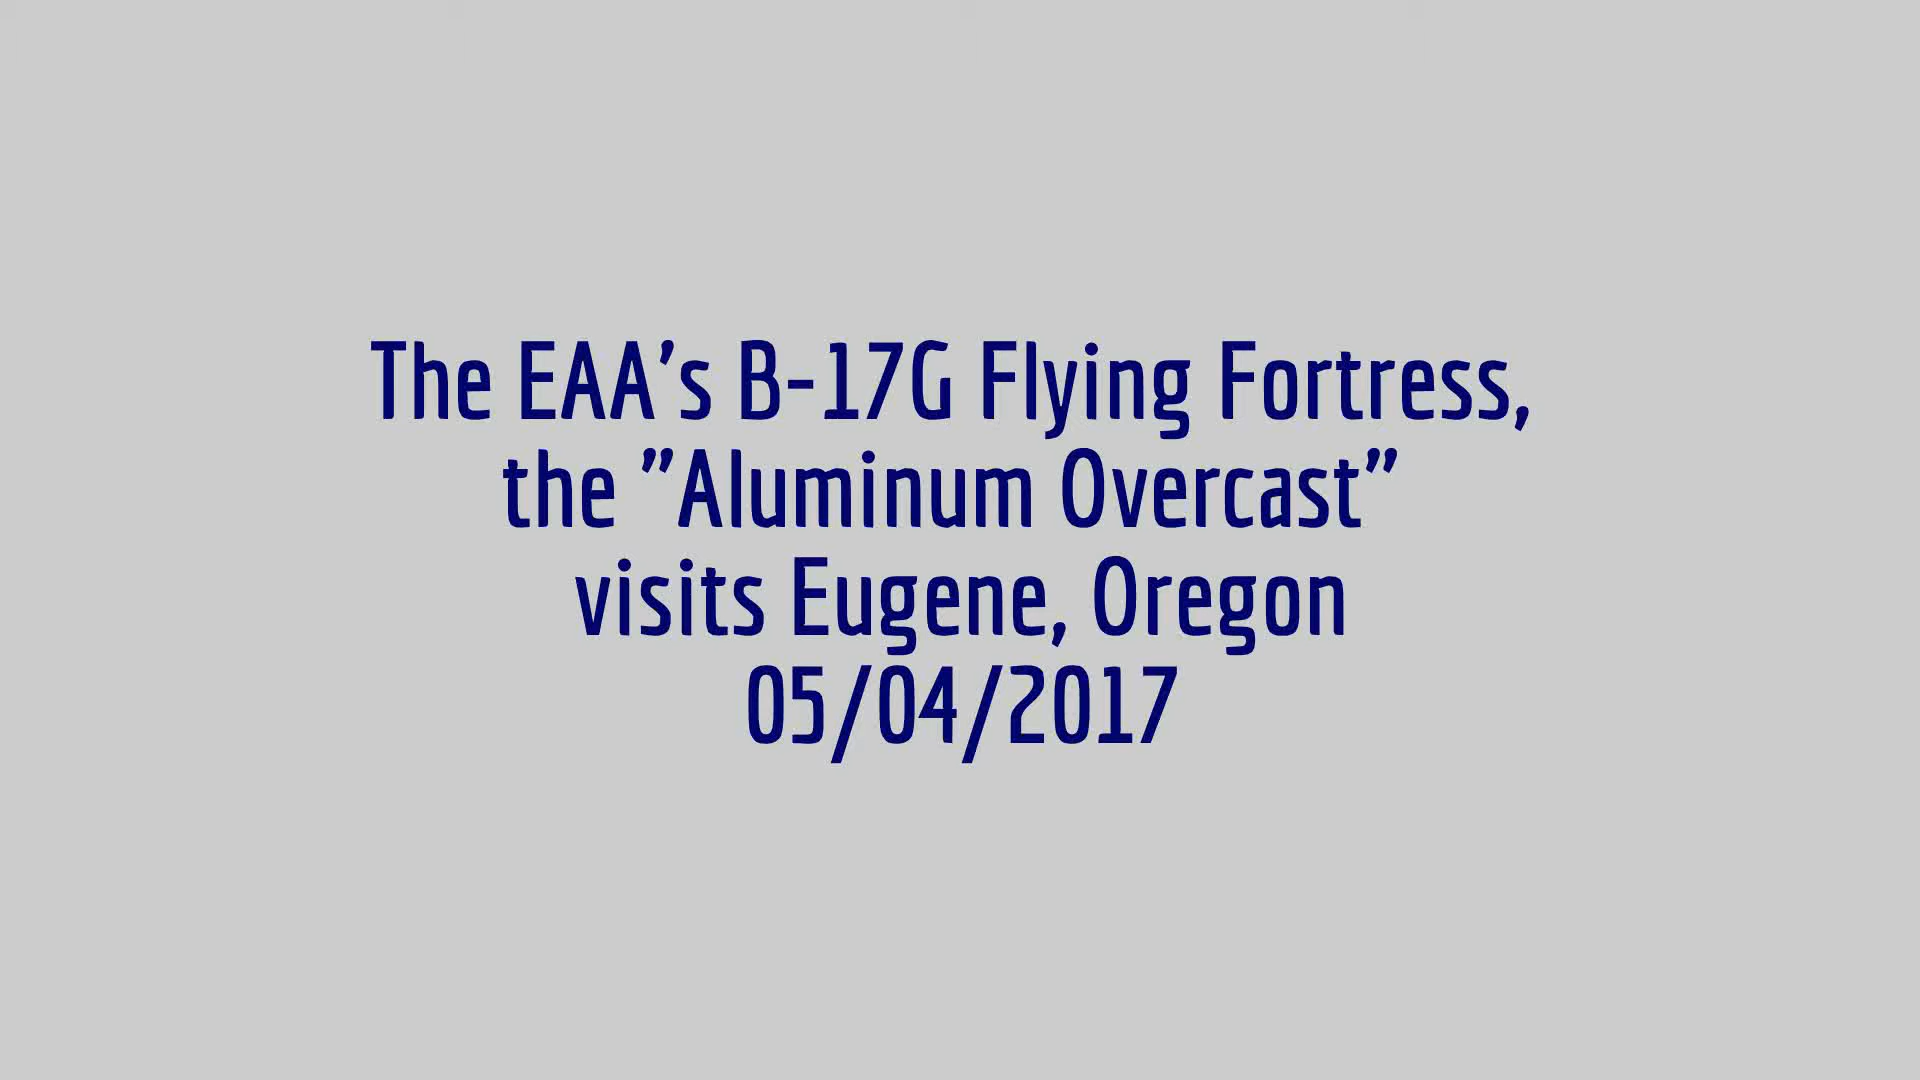 The EAA's B-17G Flying Fortress,
the "Aluminum Overcast"
visits Eugene, Oregon
05/04/2017